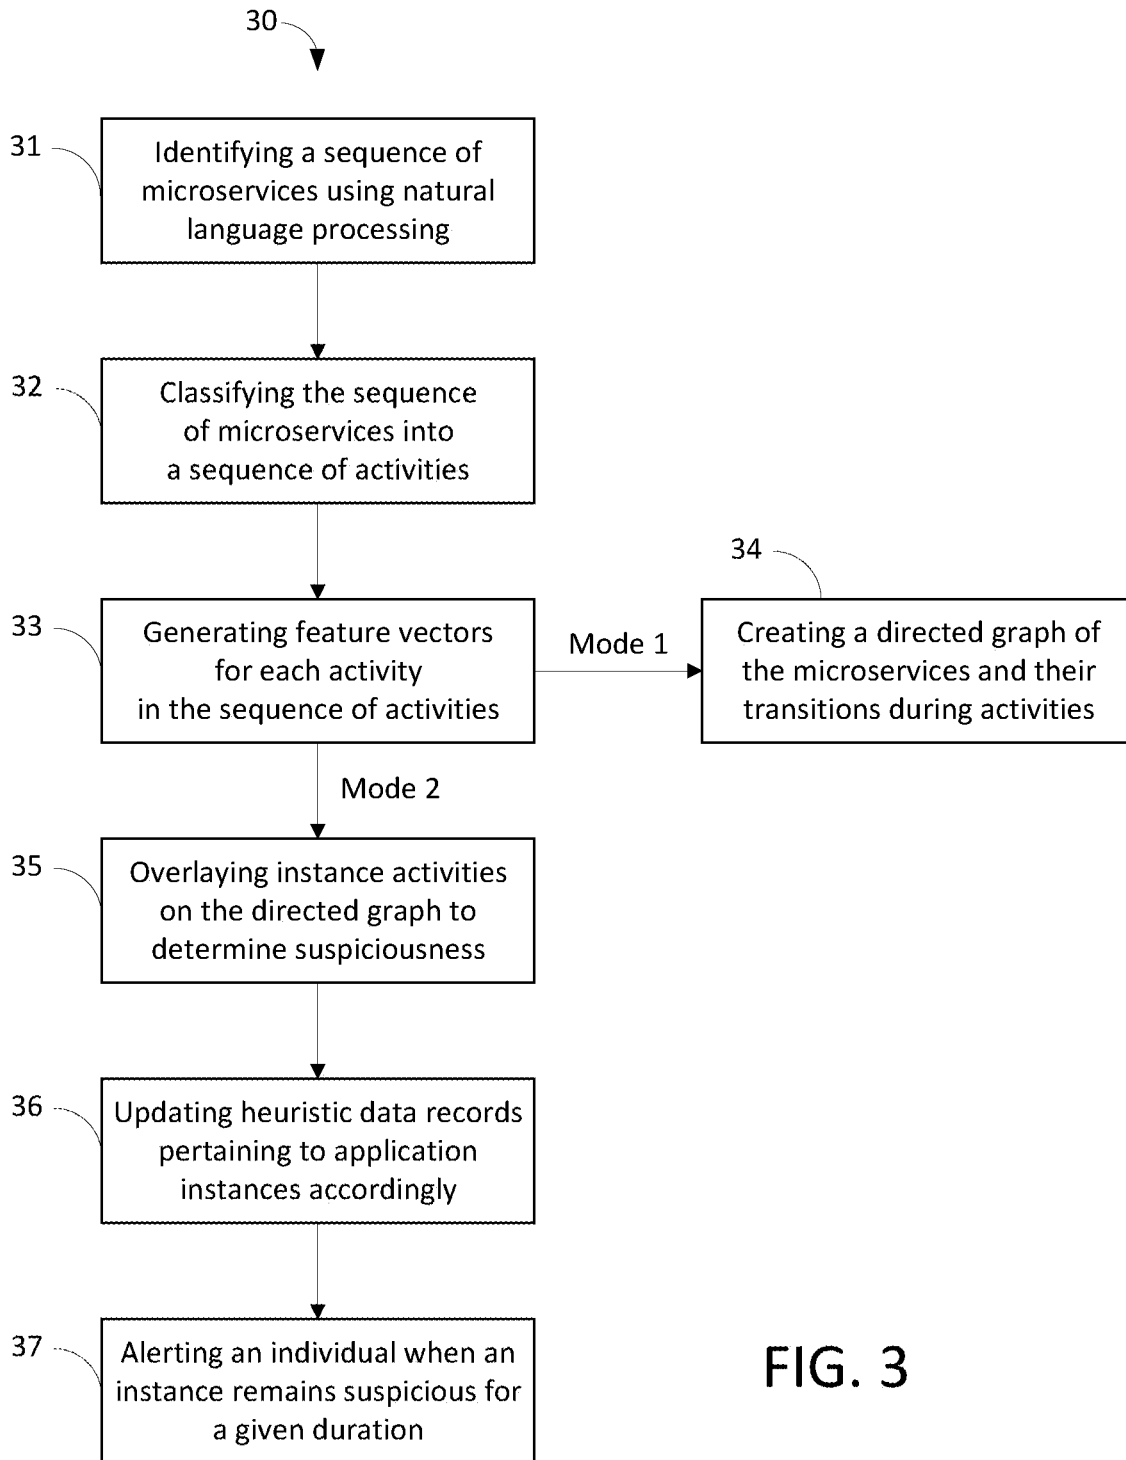 30
31
Identifying a sequence of
microservices using natural
language processing
32
Classifying the sequence
of microservices into
a sequence of activities
33
Generating feature vectors
for each activity
in the sequence of activities
Mode 1
34
Creating a directed graph of
the microservices and their
transitions during activities
Mode 2
35
Overlaying instance activities
on the directed graph to
determine suspiciousness
36
Updating heuristic data records
pertaining to application
instances accordingly
37
Alerting an individual when an
instance remains suspicious for
a given duration
FIG. 3